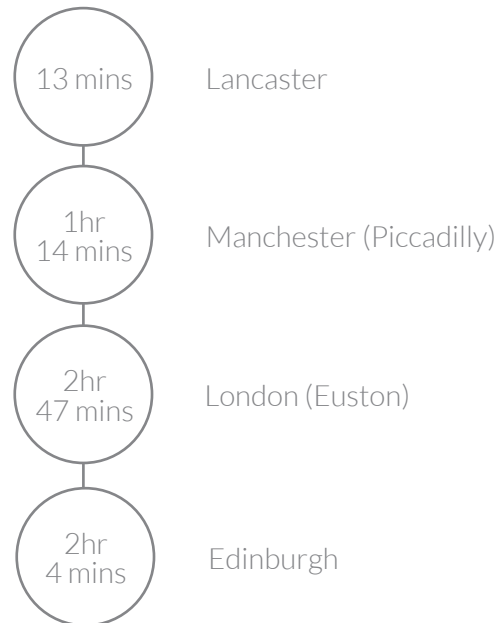 13 mins
Lancaster
1hr
14 mins
Manchester (Piccadilly)
2hr
47 mins
London (Euston)
2hr
4 mins
Edinburgh